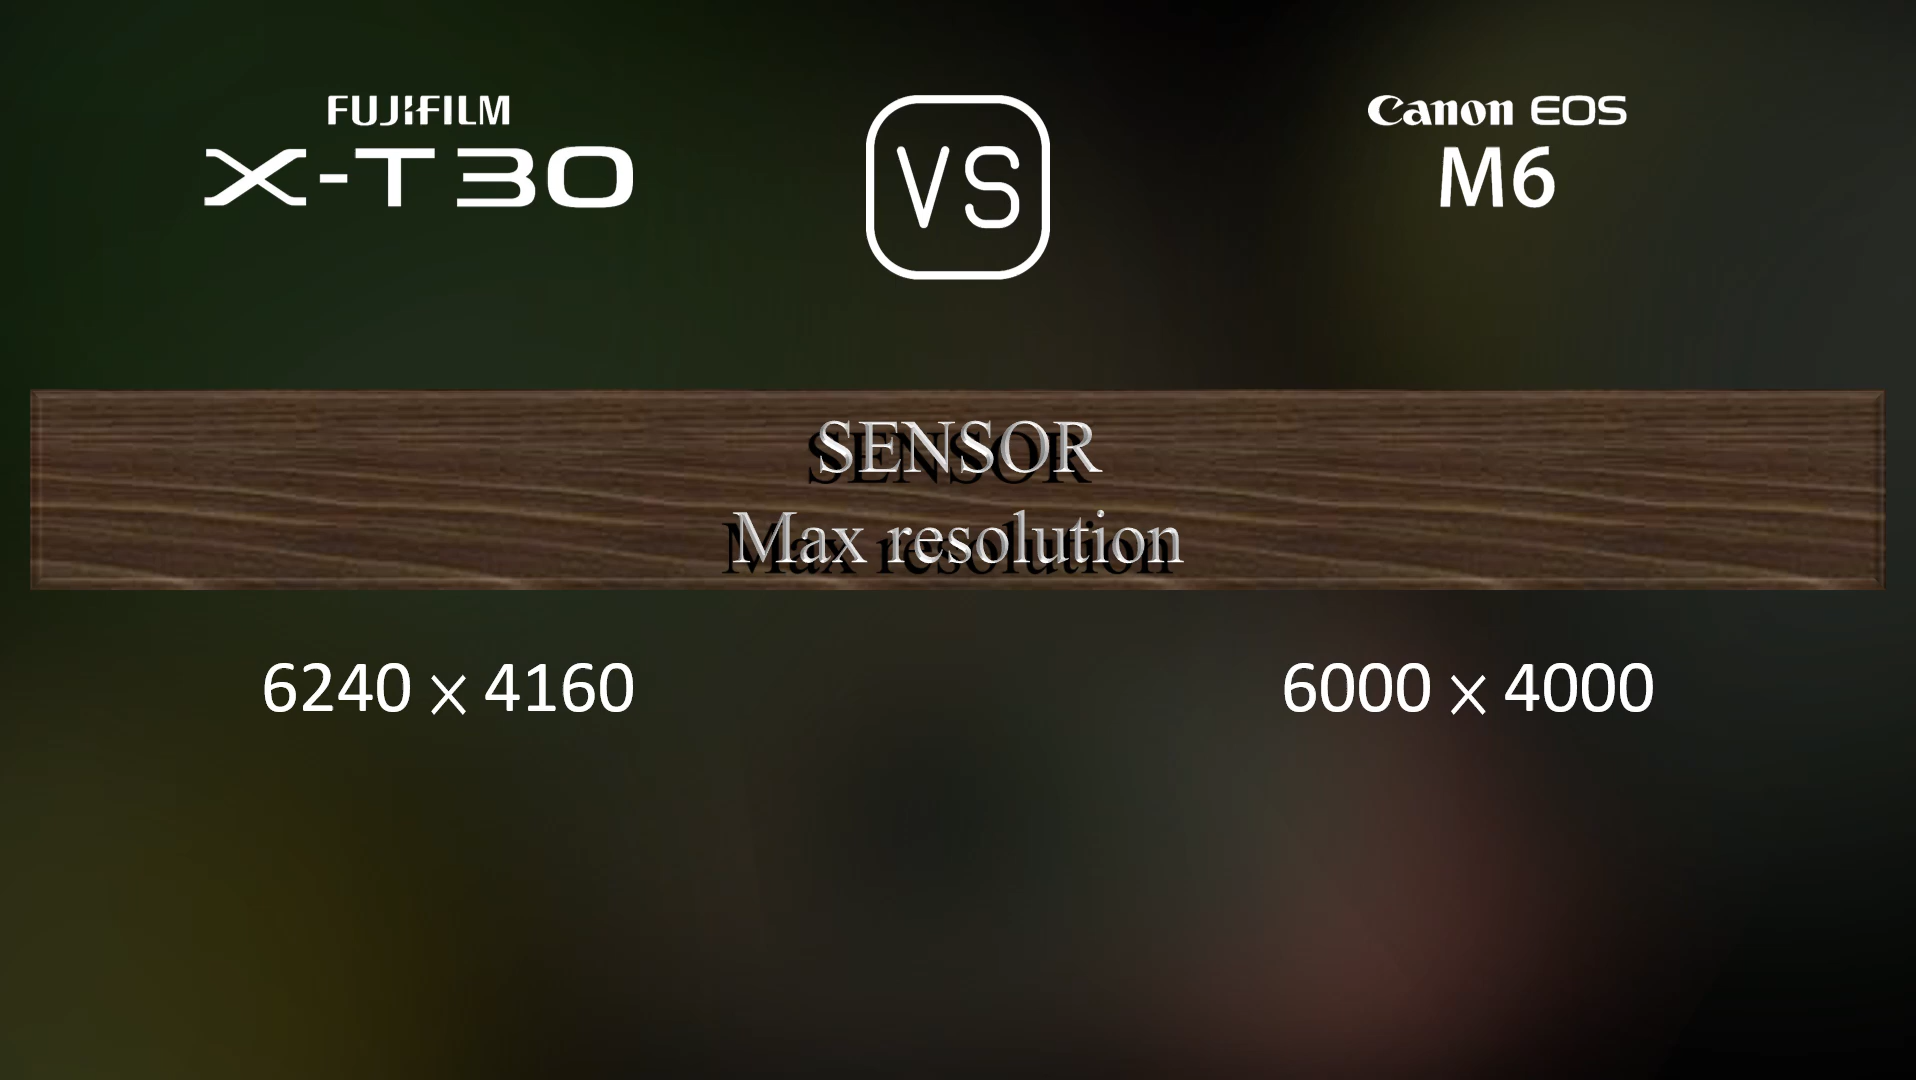 FUJIFILM
X-T30
VS
Canon EOS
M6
SENSOR
Max resolution
6240 x 4160
6000 x 4000